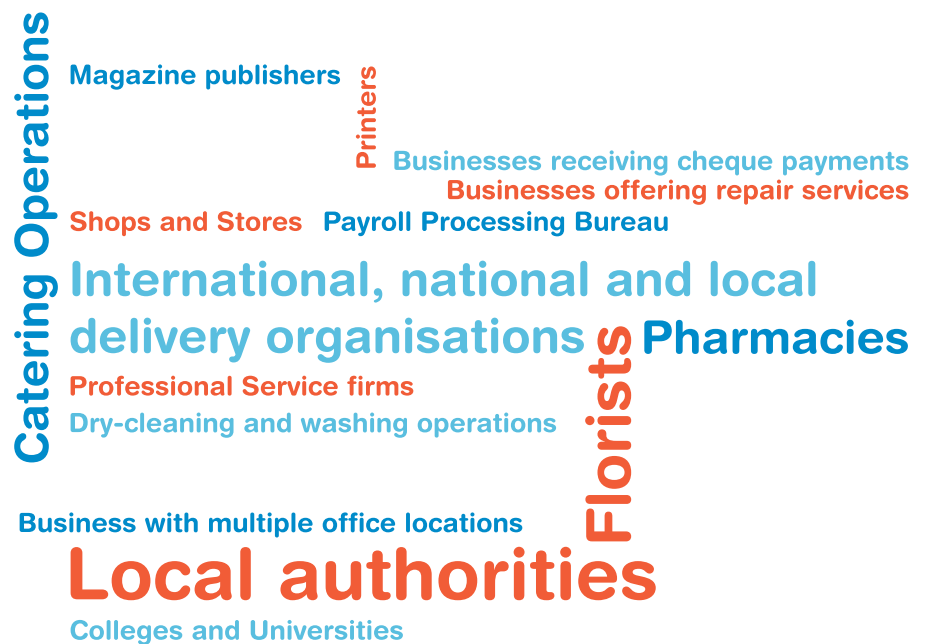 Catering Operations
Magazine publishers
Printers
Businesses receiving cheque payments
Businesses offering repair services
Shops and Stores
Payroll Processing Bureau
International, national and local
delivery organisations
Pharmacies
Florists
Professional Service firms
Dry-cleaning and washing operations
Business with multiple office locations
Local authorities
Colleges and Universities